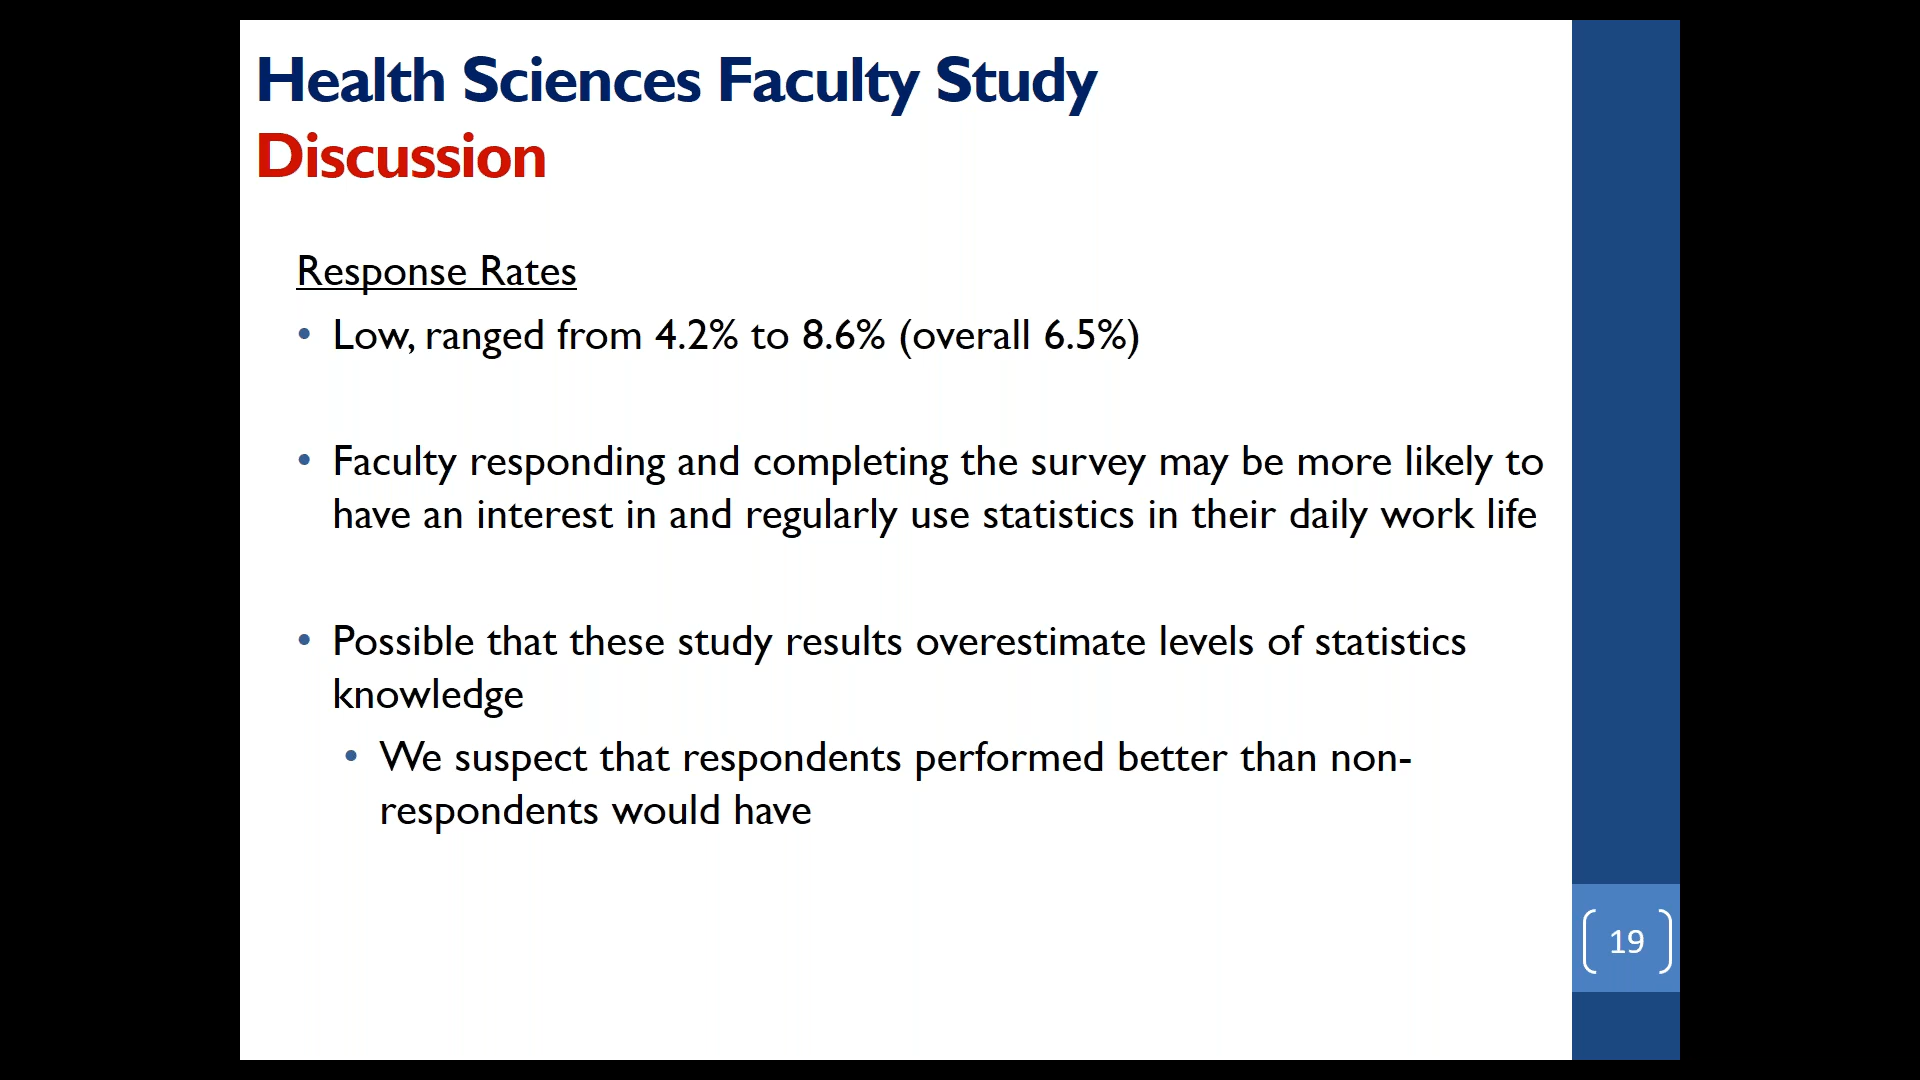 Health Sciences Faculty Study
Discussion
Response Rates
• Low, ranged from 4.2% to 8.6% (overall 6.5%)
• Faculty responding and completing the survey may be more likely to
have an interest in and regularly use statistics in their daily work life
• Possible that these study results overestimate levels of statistics
knowledge
• We suspect that respondents performed better than non-
respondents would have
19